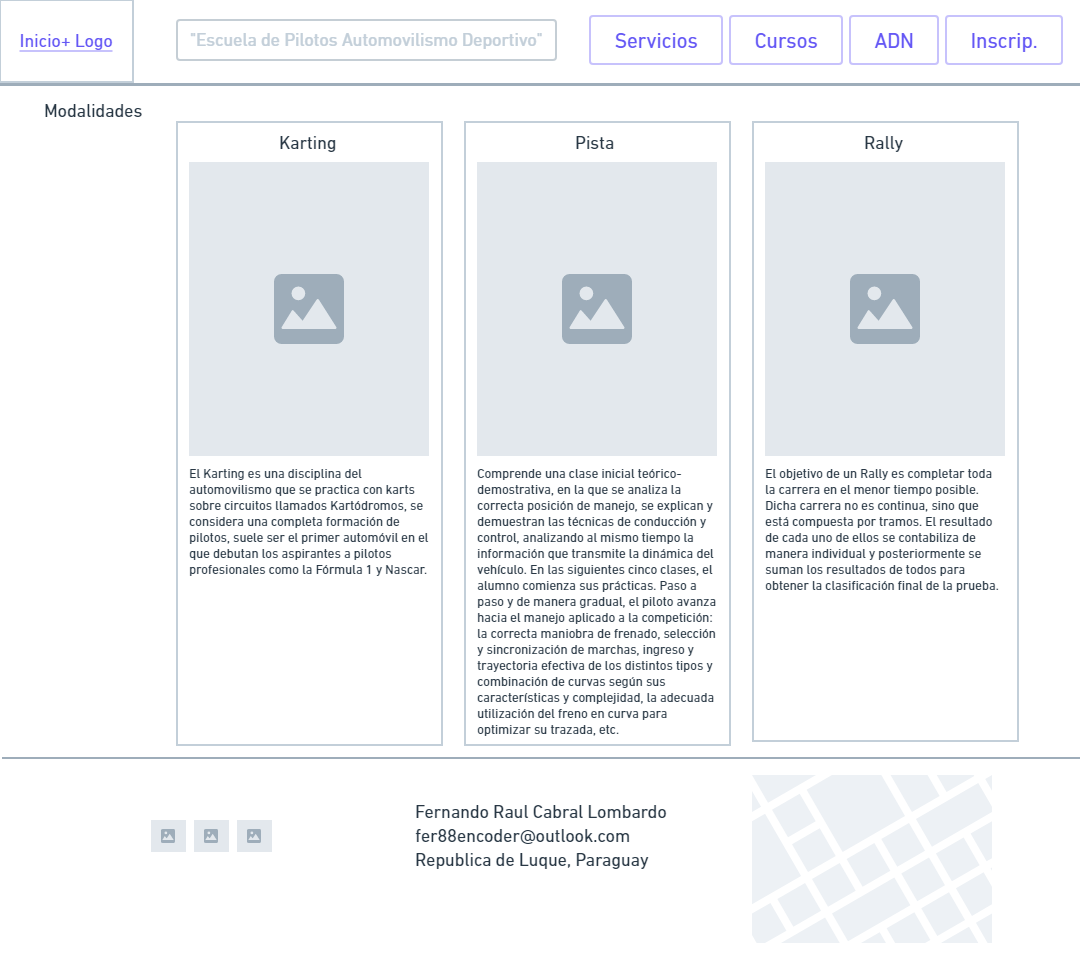 Inicio+ Logo
"Escuela de Pilotos Automovilismo Deportivo"
Servicios
Cursos
ADN
Inscrip.
Modalidades
Karting
El Karting es una disciplina del
automovilismo que se practica con karts
sobre circuitos llamados Kartódromos, se
considera una completa formación de
pilotos, suele ser el primer automóvil en el
que debutan los aspirantes a pilotos
profesionales como la Fórmula 1 y Nascar.
Pista
Comprende una clase inicial teórico-
demostrativa, en la que se analiza la
correcta posición de manejo, se explican y
demuestran las técnicas de conducción y
control, analizando al mismo tiempo la
información que transmite la dinámica del
vehículo. En las siguientes cinco clases, el
alumno comienza sus prácticas. Paso a
paso y de manera gradual, el piloto avanza
hacia el manejo aplicado a la competición:
la correcta maniobra de frenado, selección
y sincronización de marchas, ingreso y
trayectoria efectiva de los distintos tipos y
combinación de curvas según sus
características y complejidad, la adecuada
utilización del freno en curva para
optimizar su trazada, etc.
Rally
El objetivo de un Rally es completar toda
la carrera en el menor tiempo posible.
Dicha carrera no es continua, sino que
está compuesta por tramos. El resultado
de cada uno de ellos se contabiliza de
manera individual y posteriormente se
suman los resultados de todos para
obtener la clasificación final de la prueba.
Fernando Raul Cabral Lombardo
fer88encoder@outlook.com
Republica de Luque, Paraguay